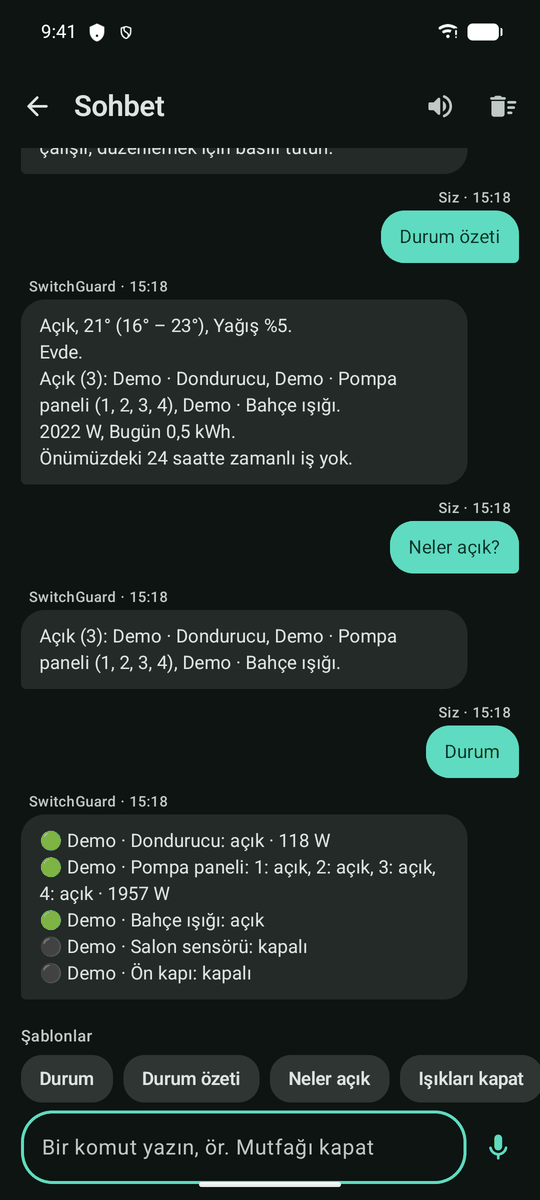 9:41
Sohbet
çalışır, düzenlemek için basılı tutun.
Siz · 15:18
Durum özeti
SwitchGuard · 15:18
Açık, 21° (16° – 23°), Yağış %5.
Evde.
Açık (3): Demo · Dondurucu, Demo · Pompa
paneli (1, 2, 3, 4), Demo · Bahçe ışığı.
2022 W, Bugün 0,5 kWh.
Önümüzdeki 24 saatte zamanlı iş yok.
Siz · 15:18
Neler açık?
SwitchGuard · 15:18
Açık (3): Demo · Dondurucu, Demo · Pompa
paneli (1, 2, 3, 4), Demo · Bahçe ışığı.
Siz · 15:18
Durum
SwitchGuard · 15:18
Demo · Dondurucu: açık · 118 W
Demo · Pompa paneli: 1: açık, 2: açık, 3: açık,
4: açık · 1957 W
Demo · Bahçe ışığı: açık
Demo · Salon sensörü: kapalı
Demo · Ön kapı: kapalı
Şablonlar
Durum
Durum özeti
Neler açık
Işıkları kapat
Bir komut yazın, ör. Mutfağı kapat